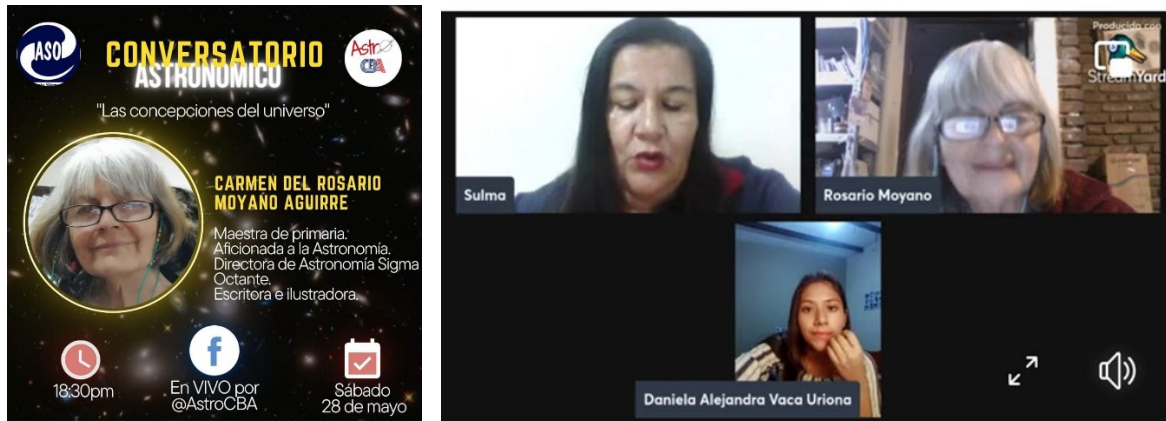 ASO
CONVERSATORIO
ASTRONÓMICO
Astro
CBA
"Las concepciones del universo"
CARMEN DEL ROSARIO
MOYANO AGUIRRE
Maestra de primaria.
Aficionada a la Astronomía.
Directora de Astronomía Sigma
Octante.
Escritora e ilustradora.
18:30pm
En VIVO por
@AstroCBA
Sábado
28 de mayo
Producido con
StreamYard
Sulma
Rosario Moyano
Daniela Alejandra Vaca Uriona